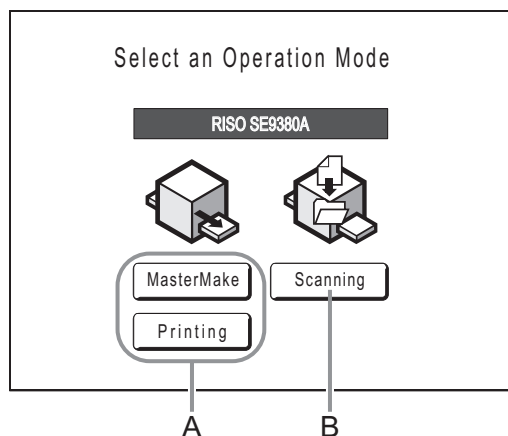 Select an Operation Mode
RISO SE9380A
MasterMake Scanning
Printing
A B